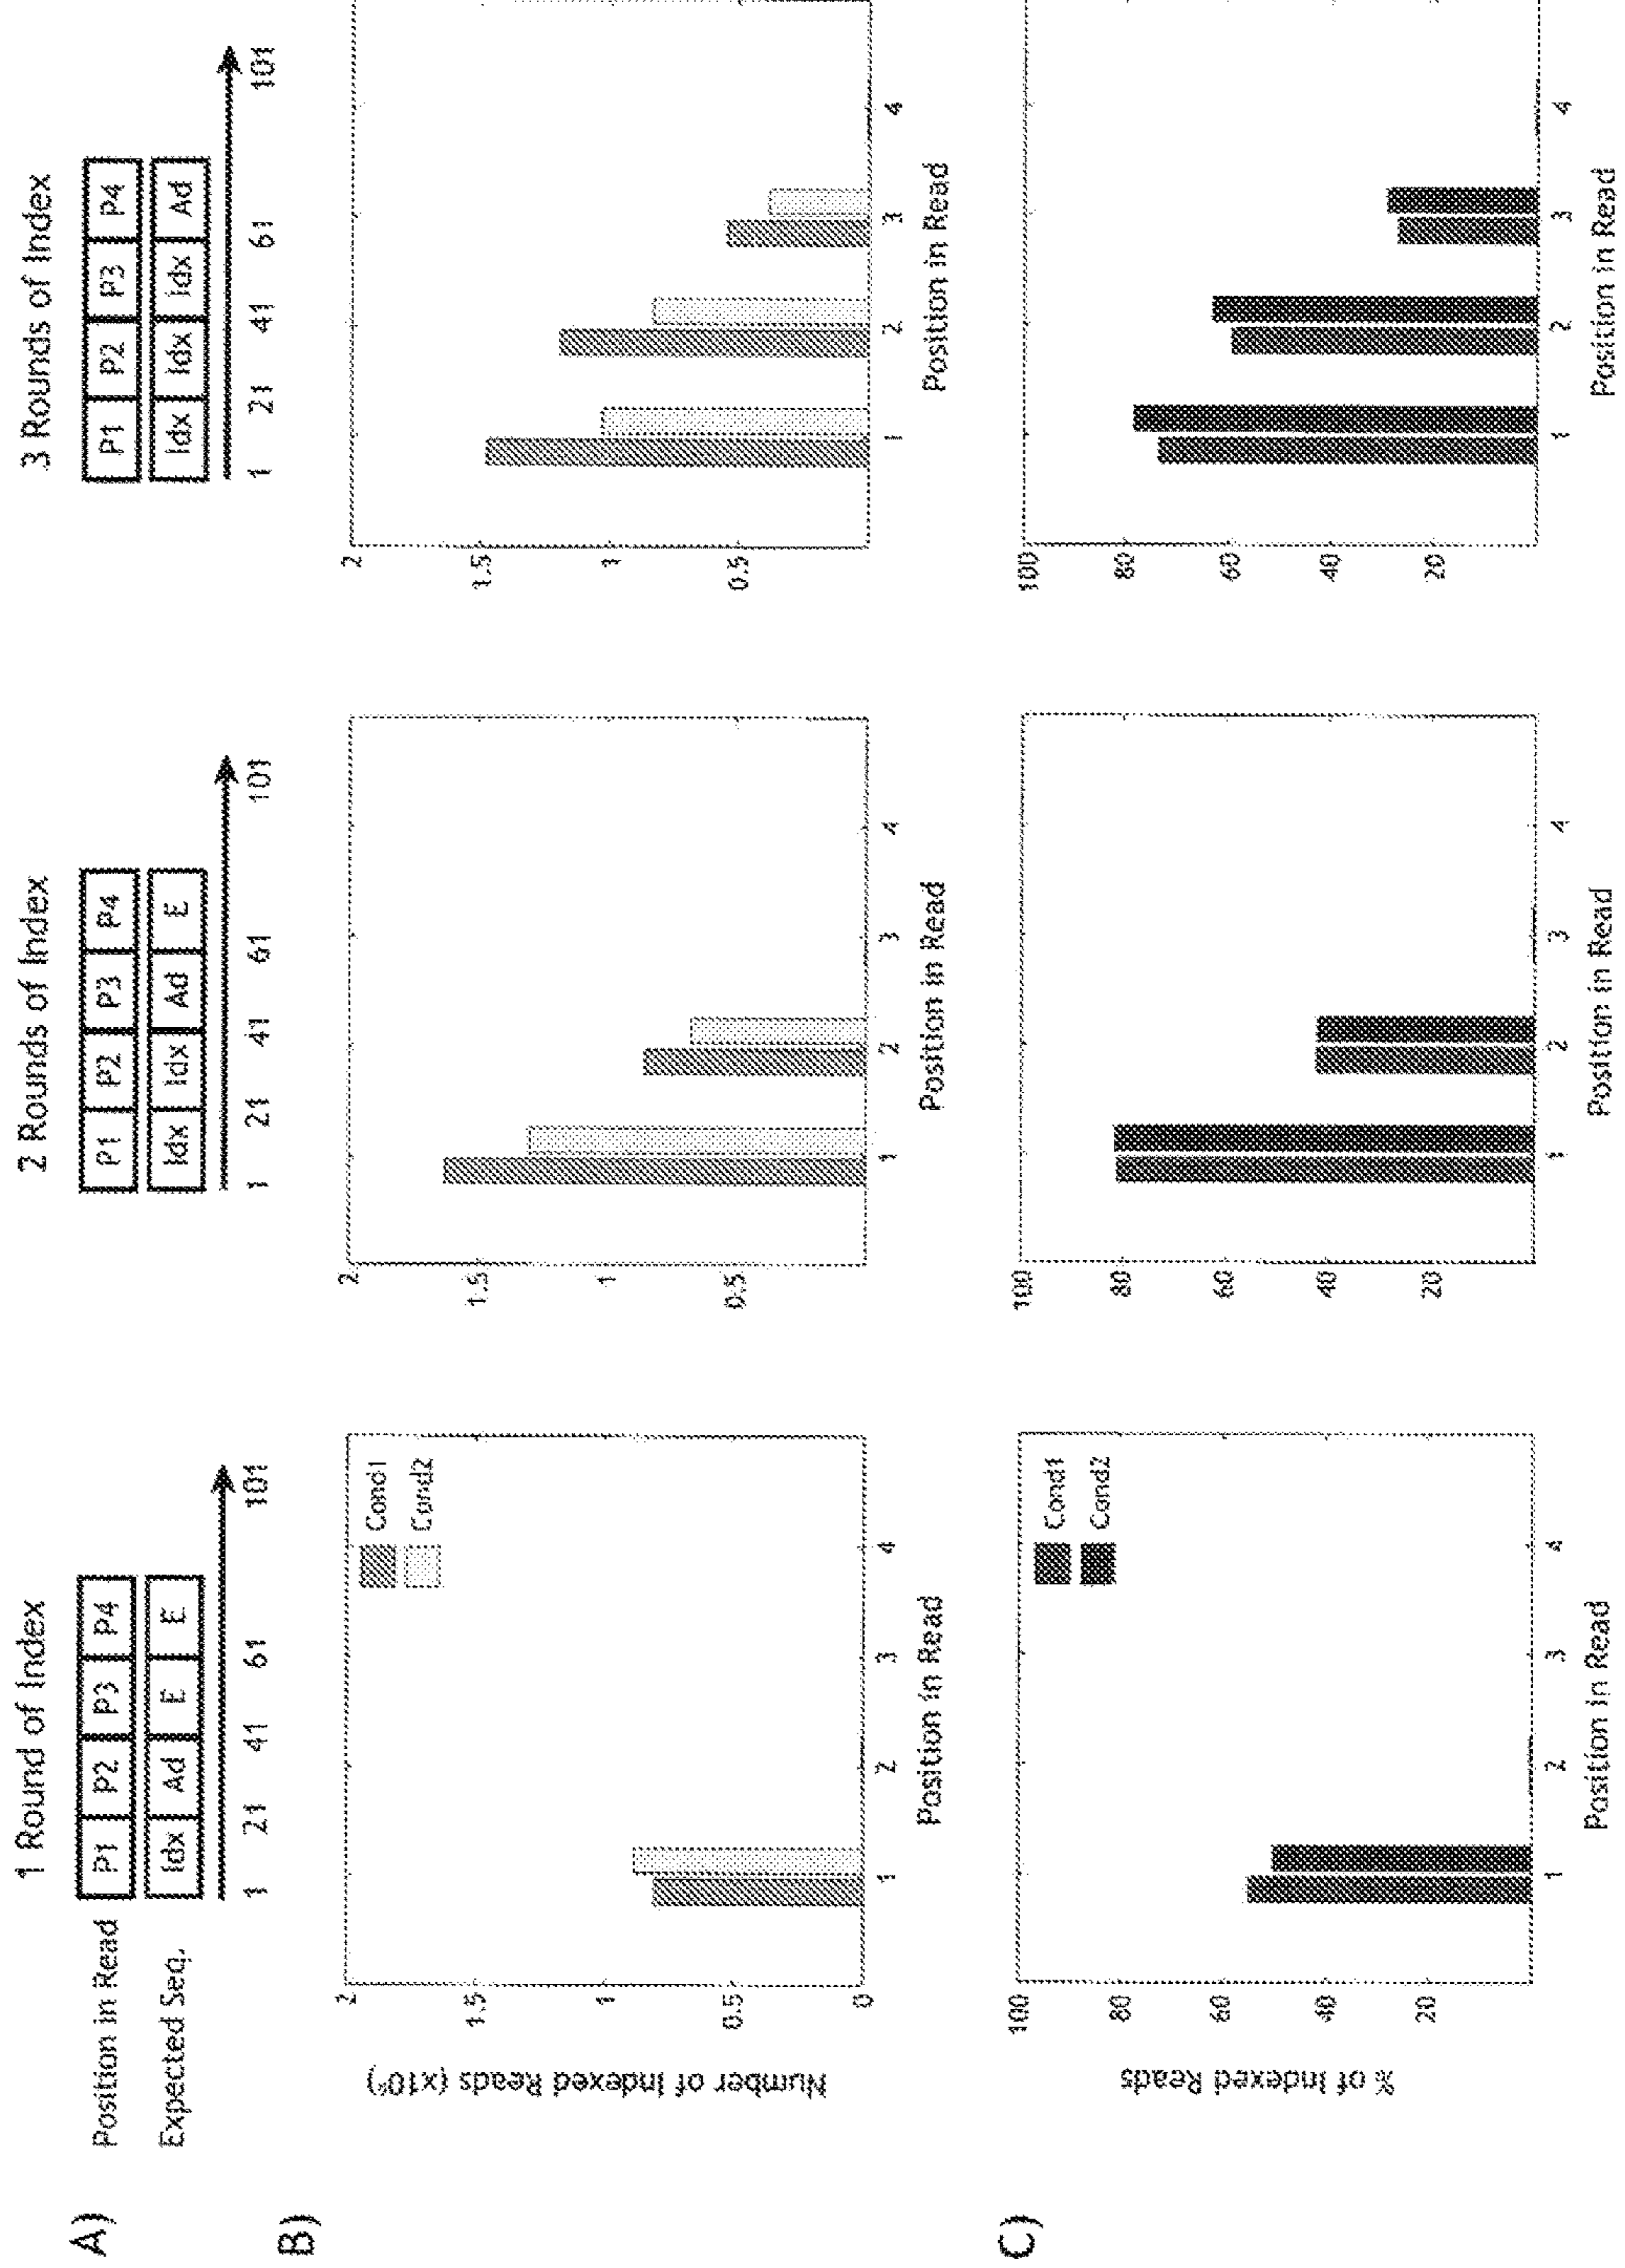 1 Round of Index
2 Rounds of Index
3 Rounds of Index
A)
Position in Read
P1 P2 P3 P4
P1 P2 P3 P4
P1 P2 P3 P4
Expected Seq.
Idx Ad E E
Idx Idx Ad E
Idx Idx Idx Ad
1 21 41 61 101
1 21 41 61 101
1 21 41 61 101
B)
Number of Indexed Reads
2
1.5
1
0.5
0
Cond1
Cond2
1 2 3 4
Position in Read
2
1.5
1
0.5
1 2 3 4
Position in Read
2
1.5
1
0.5
1 2 3 4
Position in Read
C)
% of Indexed Reads
100
80
60
40
20
Cond1
Cond2
1 2 3 4
Position in Read
100
80
60
40
20
1 2 3 4
Position in Read
100
80
60
40
20
1 2 3 4
Position in Read